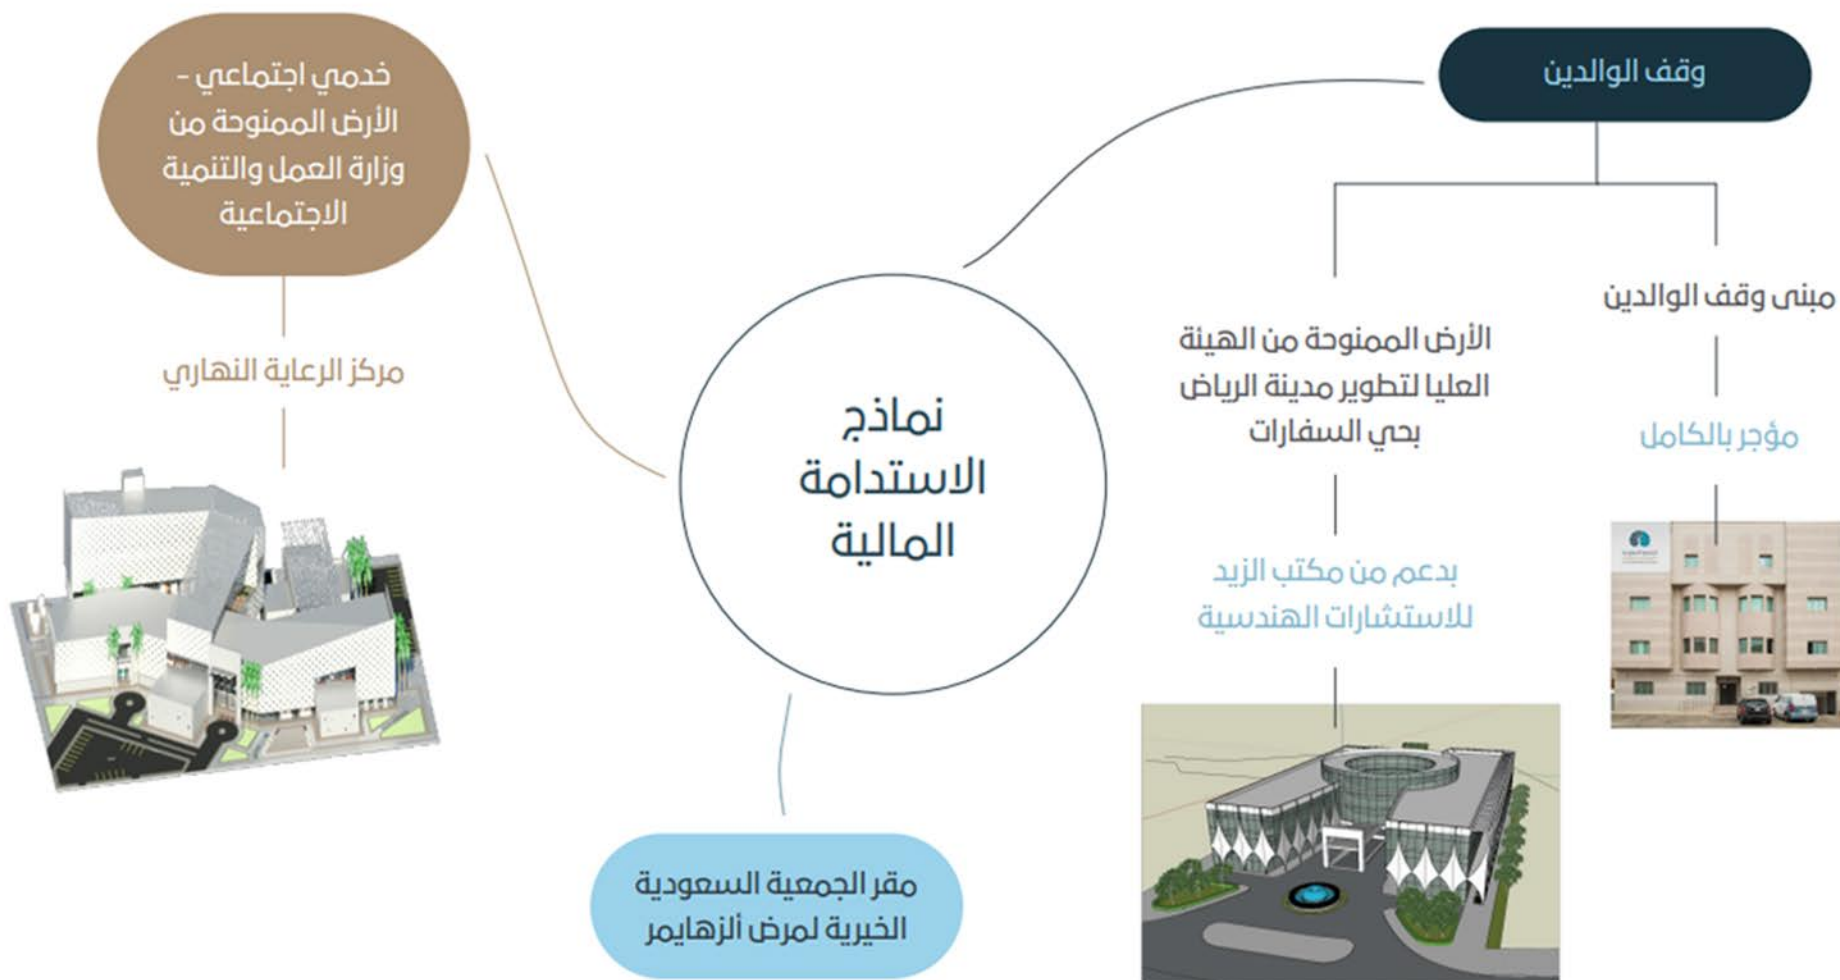 وقف الوالدين
مبنى وقف الوالدين
مؤجر بالكامل
الأرض الممنوحة من الهيئة
العليا لتطوير مدينة الرياض
بحي السفارات
بدعم من مكتب الزيد
للاستشارات الهندسية
نماذج
الاستدامة
المالية
خدمي اجتماعي -
الأرض الممنوحة من
وزارة العمل والتنمية
الاجتماعية
مركز الرعاية النهاري
مقر الجمعية السعودية
الخيرية لمرض ألزهايمر